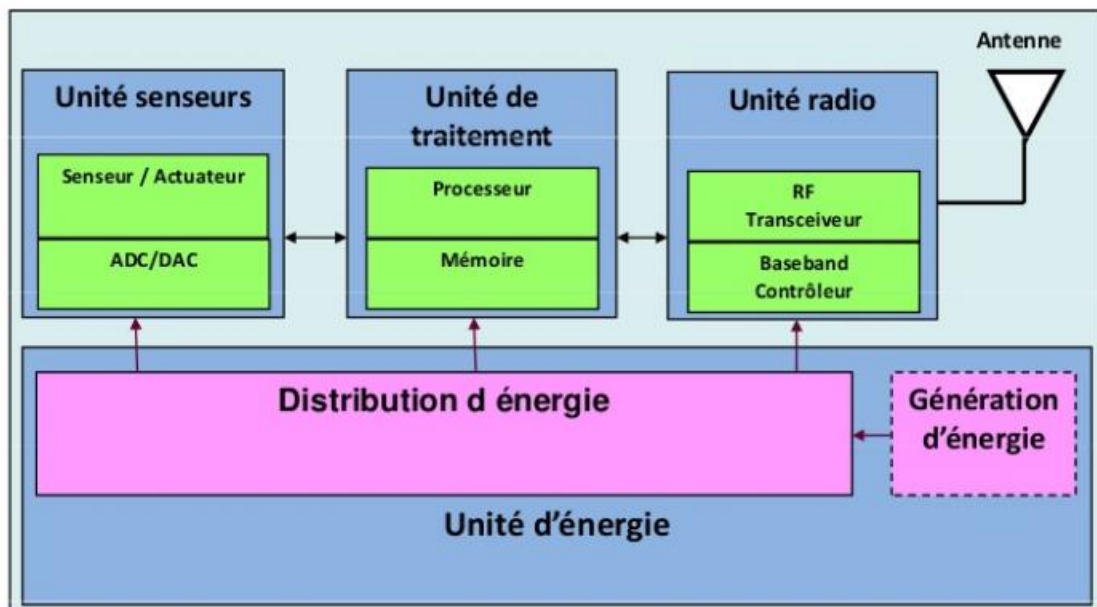 Antenne
Unité senseurs
Senseur / Actuateur
ADC/DAC
Unité de
traitement
Processeur
Mémoire
Unité radio
RF
Transceiveur
Baseband
Contrôleur
Distribution d énergie
Génération
d'énergie
Unité d'énergie